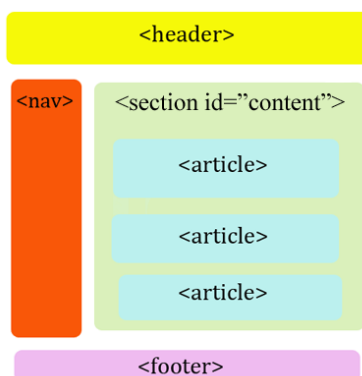 <header>
<nav>
<section id=”content”>
<article>
<article>
<article>
<footer>